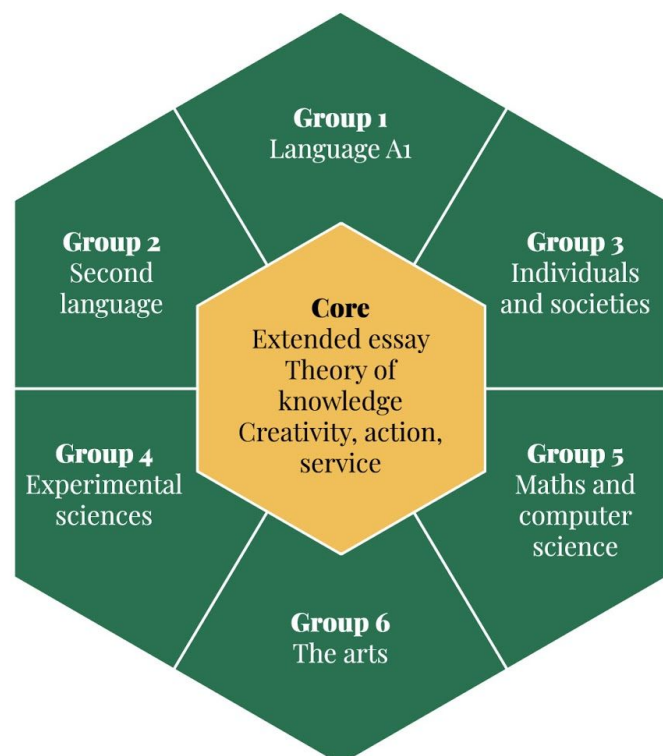 Group 1
Language A1
Group 2
Second
language
Group 3
Individuals
and societies
Core
Extended essay
Theory of
knowledge
Creativity, action,
service
Group 4
Experimental
sciences
Group 5
Maths and
computer
science
Group 6
The arts